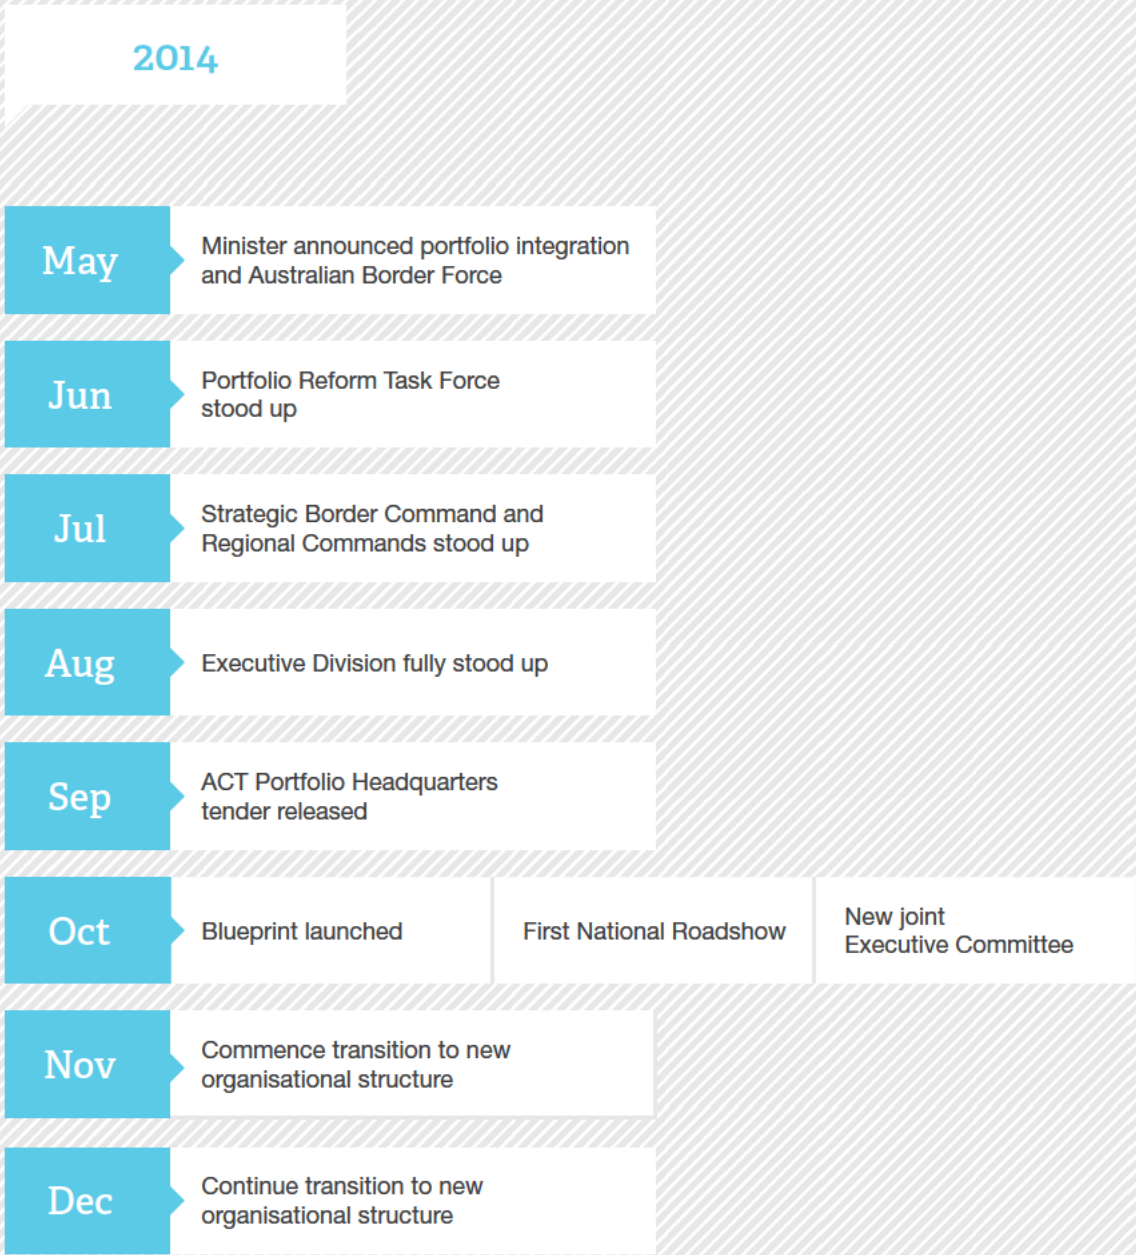 2014
May
Minister announced portfolio integration
and Australian Border Force
Jun
Portfolio Reform Task Force
stood up
Jul
Strategic Border Command and
Regional Commands stood up
Aug
Executive Division fully stood up
Sep
ACT Portfolio Headquarters
tender released
Oct
Blueprint launched
First National Roadshow
New joint
Executive Committee
Nov
Commence transition to new
organisational structure
Dec
Continue transition to new
organisational structure